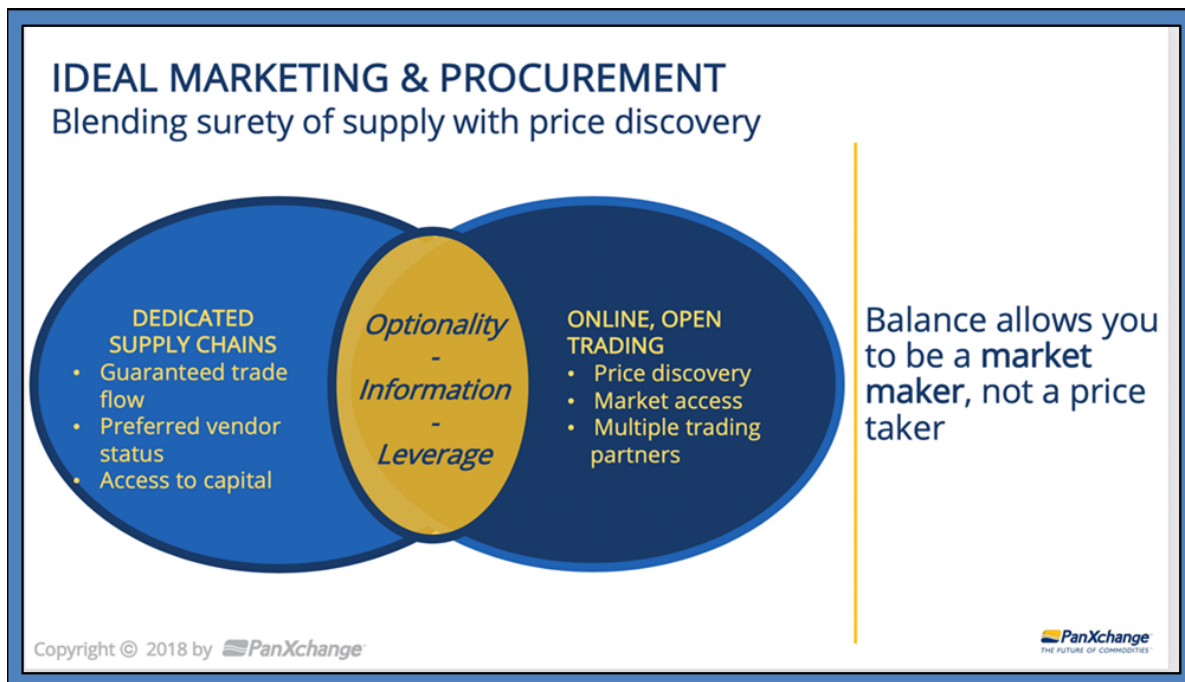 IDEAL MARKETING & PROCUREMENT
Blending surety of supply with price discovery
DEDICATED
SUPPLY CHAINS
• Guaranteed trade
flow
• Preferred vendor
status
• Access to capital
Optionality
-
Information
-
Leverage
ONLINE, OPEN
TRADING
• Price discovery
• Market access
• Multiple trading
partners
Balance allows you
to be a market
maker, not a price
taker
Copyright © 2018 by PanXchange
PanXchange
THE FUTURE OF COMMODITIES™